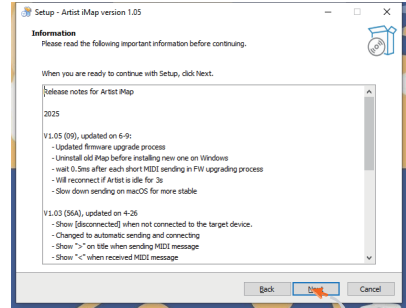 Setup - Artist iMap version 1.05
Information
Please read the following important information before continuing.
When you are ready to continue with Setup, click Next.
Release notes for Artist iMap
2025
V1.05 (09), updated on 6-9:
- Updated firmware upgrade process
- Uninstall old iMap before installing new one on Windows
- wait 0.5ms after each short MIDI sending in FW upgrading process
- Will reconnect if Artist is idle for 3s
- Slow down sending on macOS for more stable
V1.03 (56A), updated on 4-26
- Show [disconnected] when not connected to the target device.
- Changed to automatic sending and connecting
- Show ">" on title when sending MIDI message
- Show "<" when received MIDI message
Back
Cancel